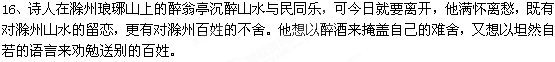 16、诗人在滁州琅琊山上的醉翁亭沉醉山水与民同乐，可今日就要离开，他满怀离愁，既有
对滁州山水的留恋，更有对滁州百姓的不舍。他想以醉酒来掩盖自己的难舍，又想以坦然自
若的语言来劝勉送别的百姓。